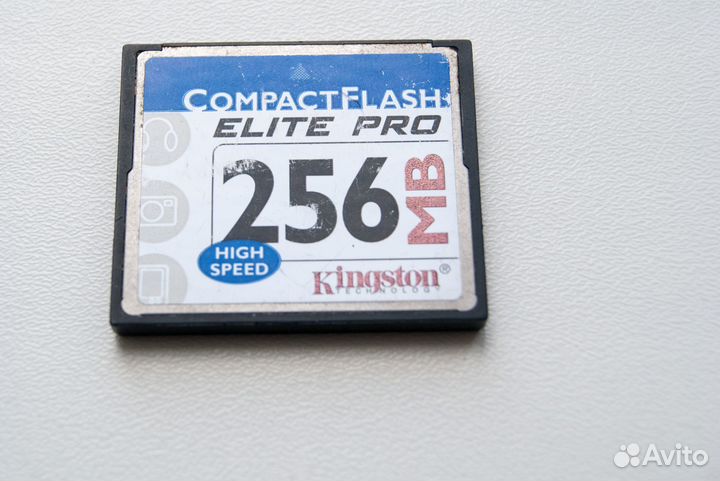 COMPACTFLASH
ELITE PRO
256 MB
HIGH
SPEED
Kingston®
TECHNOLOGY
Avito